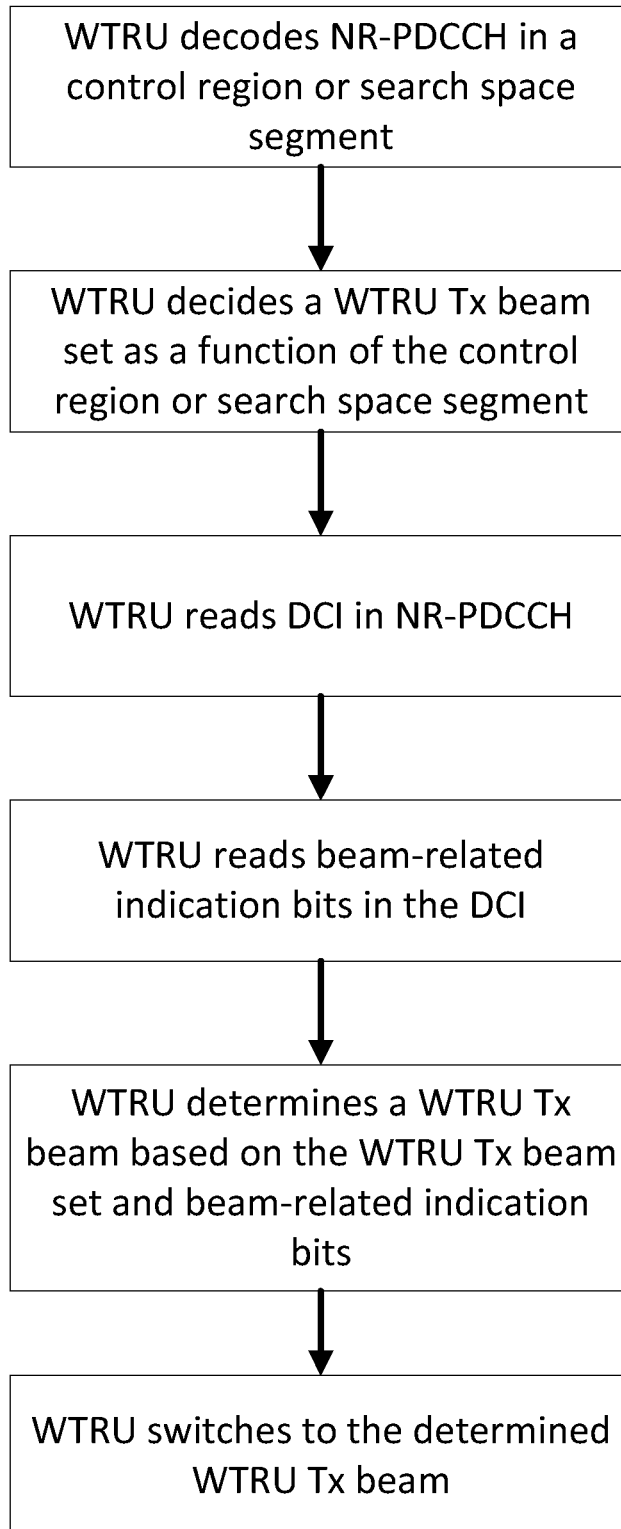 WTRU decodes NR-PDCCH in a
control region or search space
segment
WTRU decides a WTRU Tx beam
set as a function of the control
region or search space segment
WTRU reads DCI in NR-PDCCH
WTRU reads beam-related
indication bits in the DCI
WTRU determines a WTRU Tx
beam based on the WTRU Tx beam
set and beam-related indication
bits
WTRU switches to the determined
WTRU Tx beam